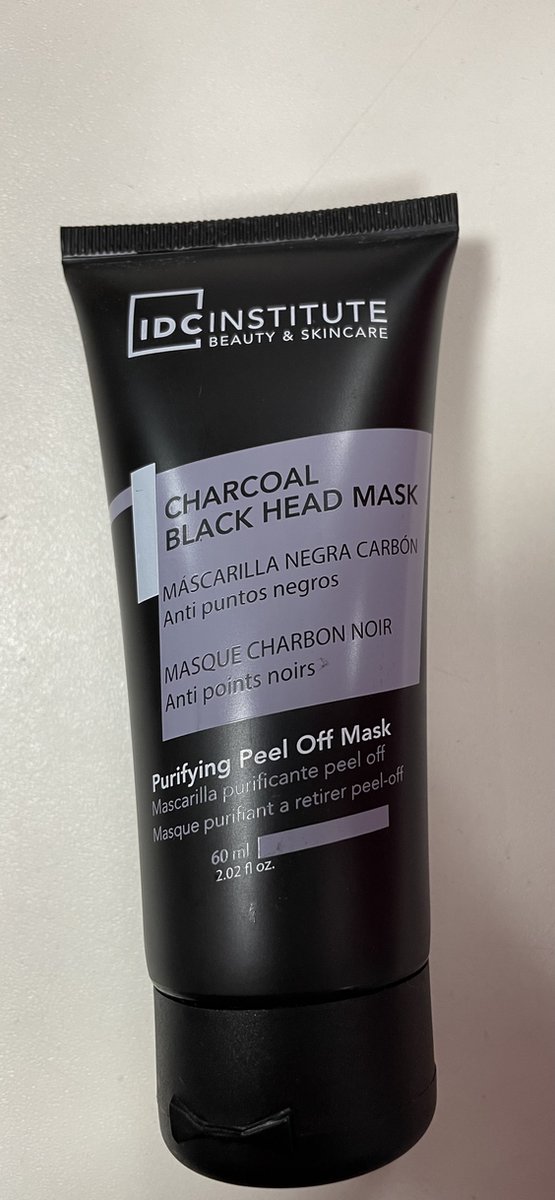 IDC INSTITUTE
BEAUTY & SKINCARE
CHARCOAL
BLACK HEAD MASK
MÁSCARILLA NEGRA CARBÓN
Anti puntos negros
MASQUE CHARBON NOIR
Anti points noirs
Purifying Peel Off Mask
Mascarilla purificante peel off
Masque purifiant a retirer peel-off
60 ml
2.02 fl oz.